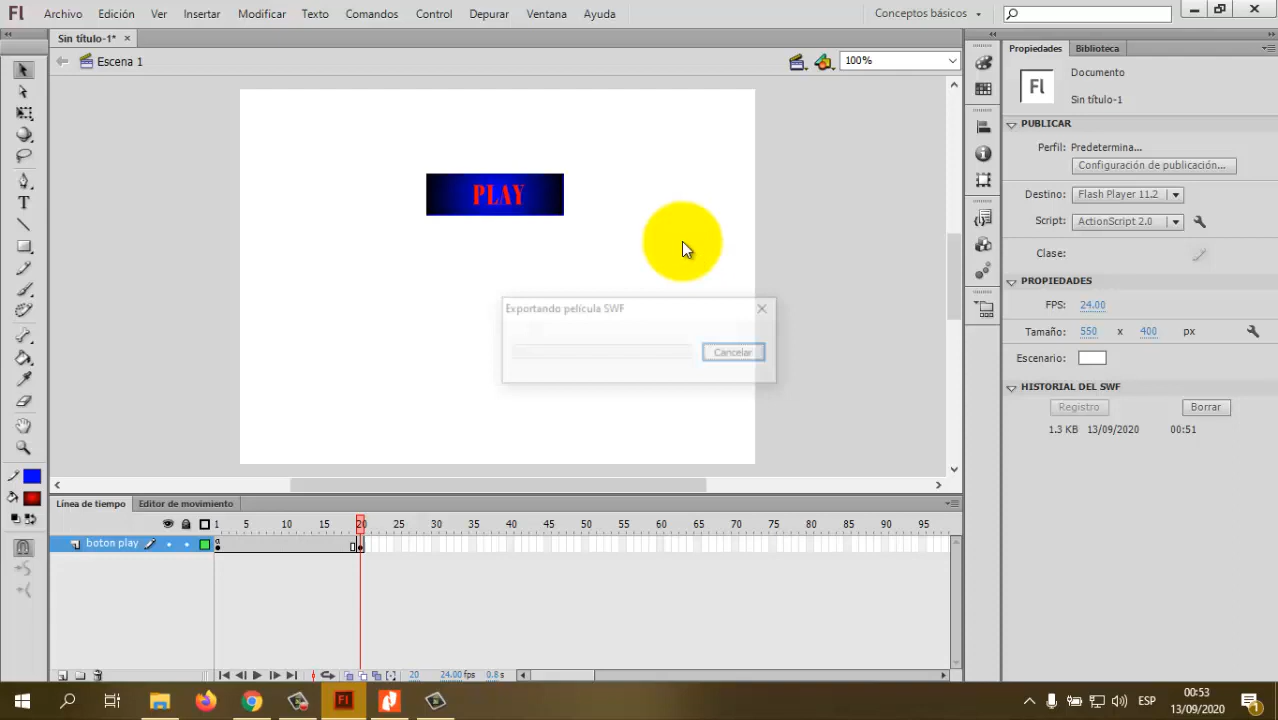 Fl Archivo Edición Ver Insertar Modificar Texto Comandos Control Depurar Ventana Ayuda Conceptos básicos
Sin título-1* ×
Escena 1 100%
Propiedades Biblioteca
Documento
Fl
Sin título-1
PUBLICAR
Perfil: Predetermina...
Configuración de publicación...
Destino: Flash Player 11.2
Script: ActionScript 2.0
Clase:
PROPIEDADES
FPS: 24.00
Tamaño: 550 x 400 px
Escenario:
HISTORIAL DEL SWF
Registro Borrar
1.3 KB 13/09/2020 00:51
PLAY
Exportando película SWF
Cancelar
Línea de tiempo Editor de movimiento
1 5 10 15 20 25 30 35 40 45 50 55 60 65 70 75 80 85 90 95
boton play
a
20 24.00 fps 0.8 s
Fl ESP 00:53
13/09/2020
1